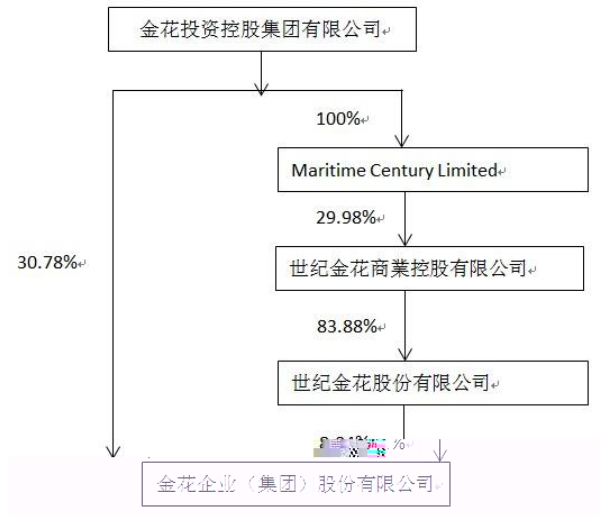 金花投资控股集团有限公司
100%
Maritime Century Limited
29.98%
30.78%
世纪金花商業控股有限公司
83.88%
世纪金花股份有限公司
%
金花企业（集团）股份有限公司